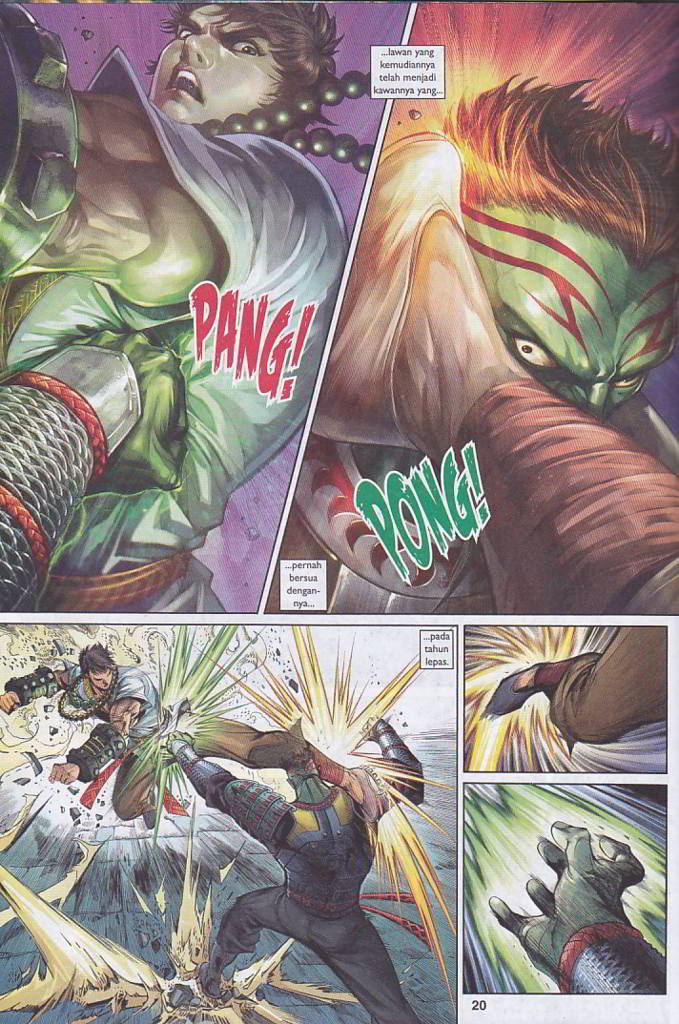 ...lawan yang
kemudiannya
telah menjadi
kawannya yang...
PANG!
PONG!
...pernah
bersua
dengan-
nya...
...pada
tahun
lepas.
20